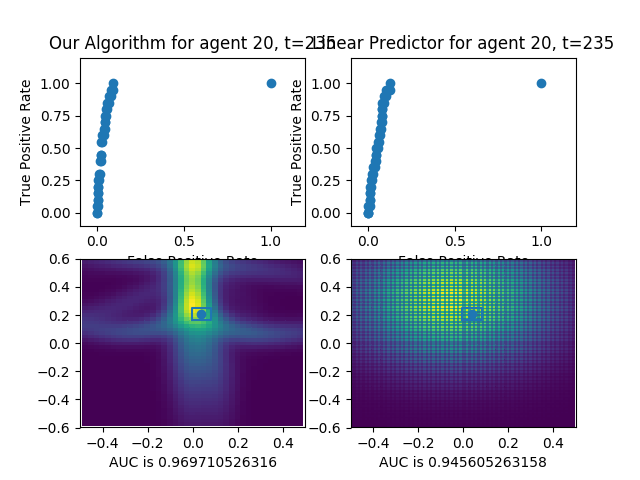 Our Algorithm for agent 20, t=235
Linear Predictor for agent 20, t=235
True Positive Rate
1.00
0.75
0.50
0.25
0.00
0.0 0.5 1.0
False Positive Rate
True Positive Rate
1.00
0.75
0.50
0.25
0.00
0.0 0.5 1.0
False Positive Rate
0.6
0.4
0.2
0.0
−0.2
−0.4
−0.6
−0.4 −0.2 0.0 0.2 0.4
AUC is 0.969710526316
0.6
0.4
0.2
0.0
−0.2
−0.4
−0.6
−0.4 −0.2 0.0 0.2 0.4
AUC is 0.945605263158